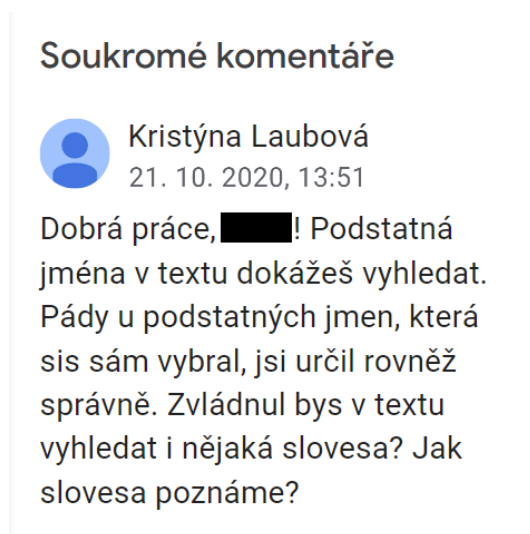 Soukromé komentáře
Kristýna Laubová
21. 10. 2020, 13:51
Dobrá práce, ! Podstatná
jména v textu dokážeš vyhledat.
Pády u podstatných jmen, která
sis sám vybral, jsi určil rovněž
správně. Zvládnul bys v textu
vyhledat i nějaká slovesa? Jak
slovesa poznáme?